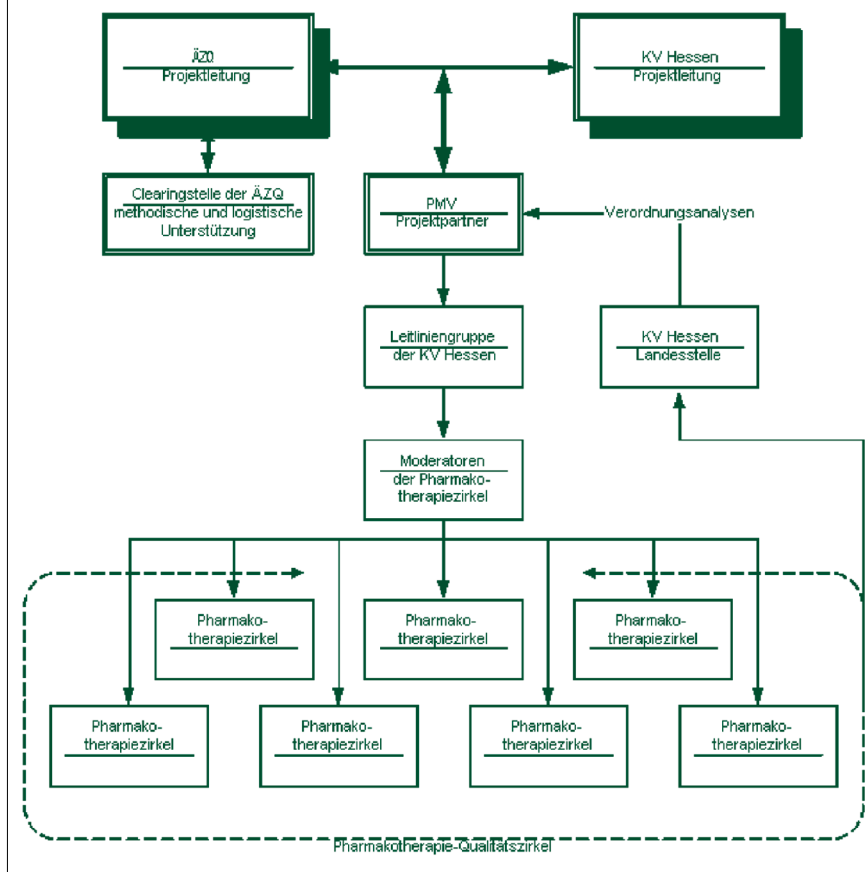 ÄZQ
Projektleitung
KV Hessen
Projektleitung
Clearingstelle der ÄZQ
methodische und logistische
Unterstützung
PMV
Projektpartner
Verordnungsanalysen
Leitliniengruppe
der KV Hessen
KV Hessen
Landesstelle
Moderatoren
der Pharmako-
therapiezirkel
Pharmako-
therapiezirkel
Pharmako-
therapiezirkel
Pharmako-
therapiezirkel
Pharmako-
therapiezirkel
Pharmako-
therapiezirkel
Pharmako-
therapiezirkel
Pharmako-
therapiezirkel
Pharmakotherapie-Qualitätszirkel